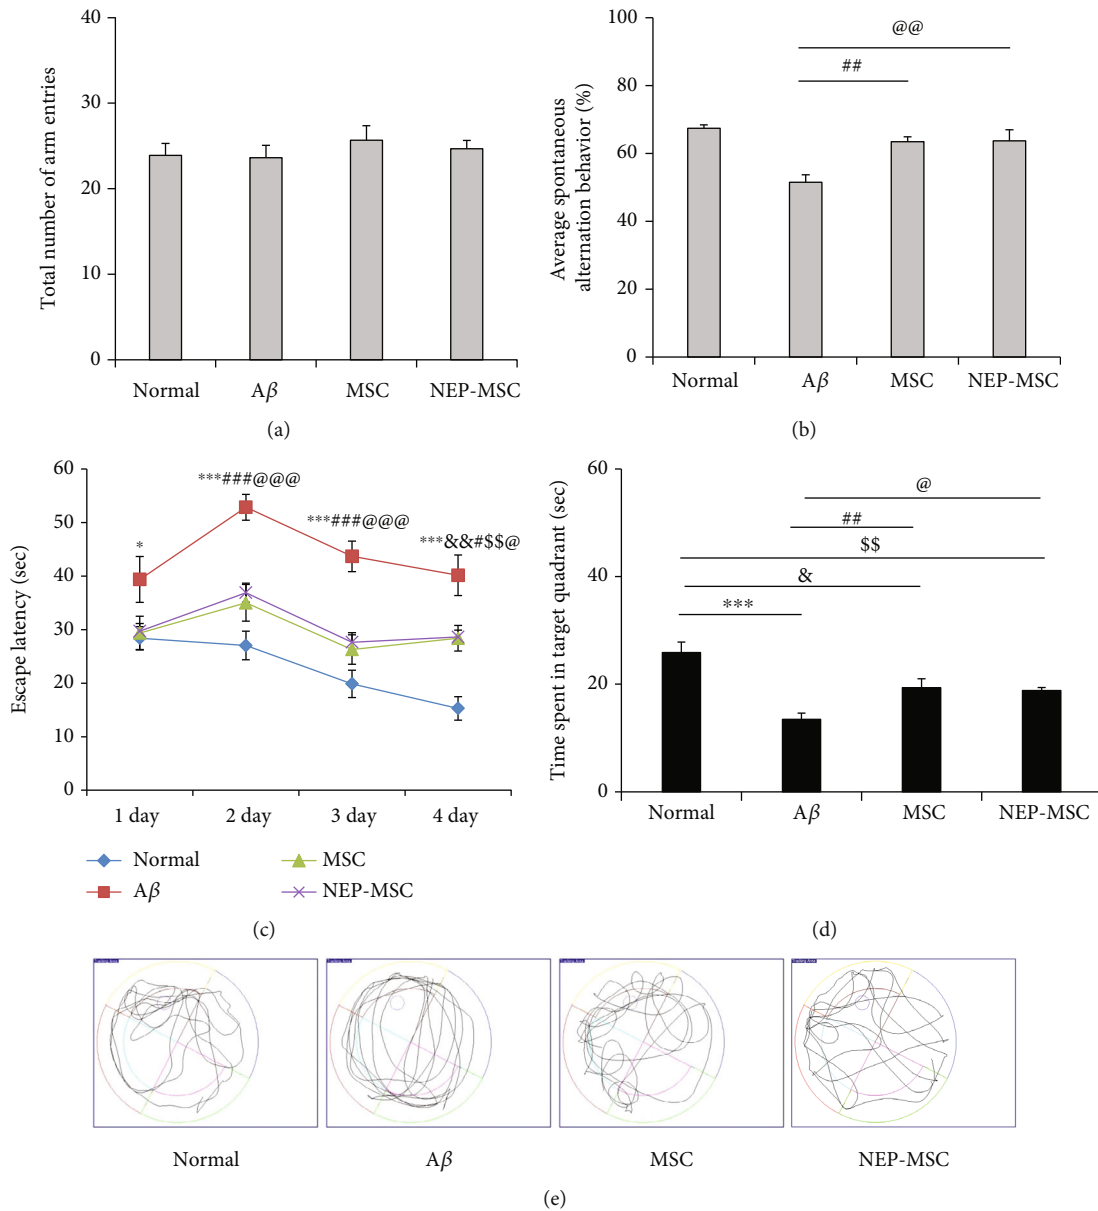 40
30
20
10
0
Total number of arm entries
Normal
Aβ
MSC
NEP-MSC
(a)
100
80
60
40
20
0
Average spontaneous
alternation behavior (%)
@@
##
Normal
Aβ
MSC
NEP-MSC
(b)
60
50
40
30
20
10
0
Escape latency (sec)
*
***###@@@
***###@@@
***&&#$$@
1 day
2 day
3 day
4 day
Normal
Aβ
MSC
NEP-MSC
(c)
60
40
20
0
Time spent in target quadrant (sec)
@
##
$$
&
***
Normal
Aβ
MSC
NEP-MSC
(d)
Normal
Aβ
MSC
NEP-MSC
(e)